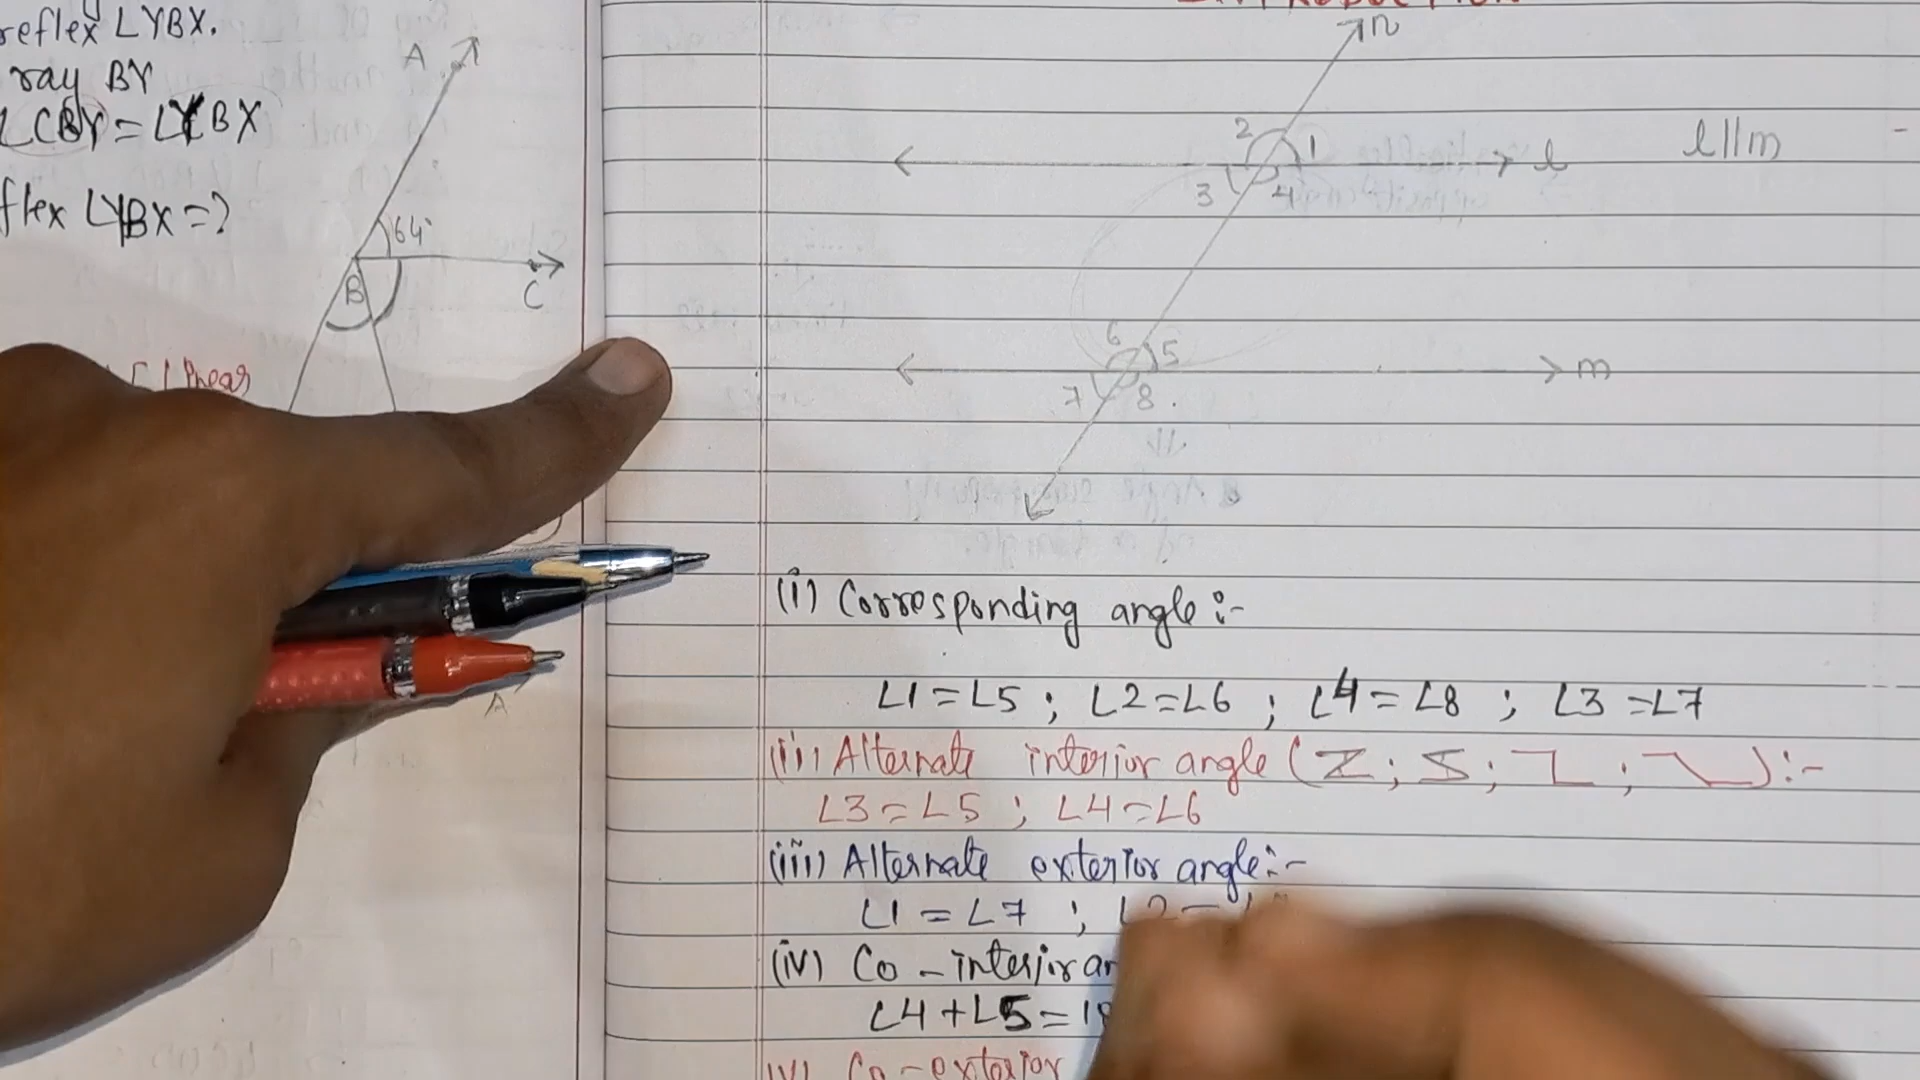 reflex ∠YBX.
ray BY
∠CBY=∠YBX
flex ∠YBX=?
A
64°
B
C
A
n
2
1
l
l||m
3
4
6
5
m
7
8
(i) Corresponding angle:-
∠1=∠5 ; ∠2=∠6 ; ∠4=∠8 ; ∠3=∠7
(ii) Alternate interior angle (Z; S; ):-
∠3=∠5 ; ∠4=∠6
(iii) Alternate exterior angle:-
∠1=∠7 ; ∠2=
(iv) Co-interior
∠4+∠5=
Co-exterior